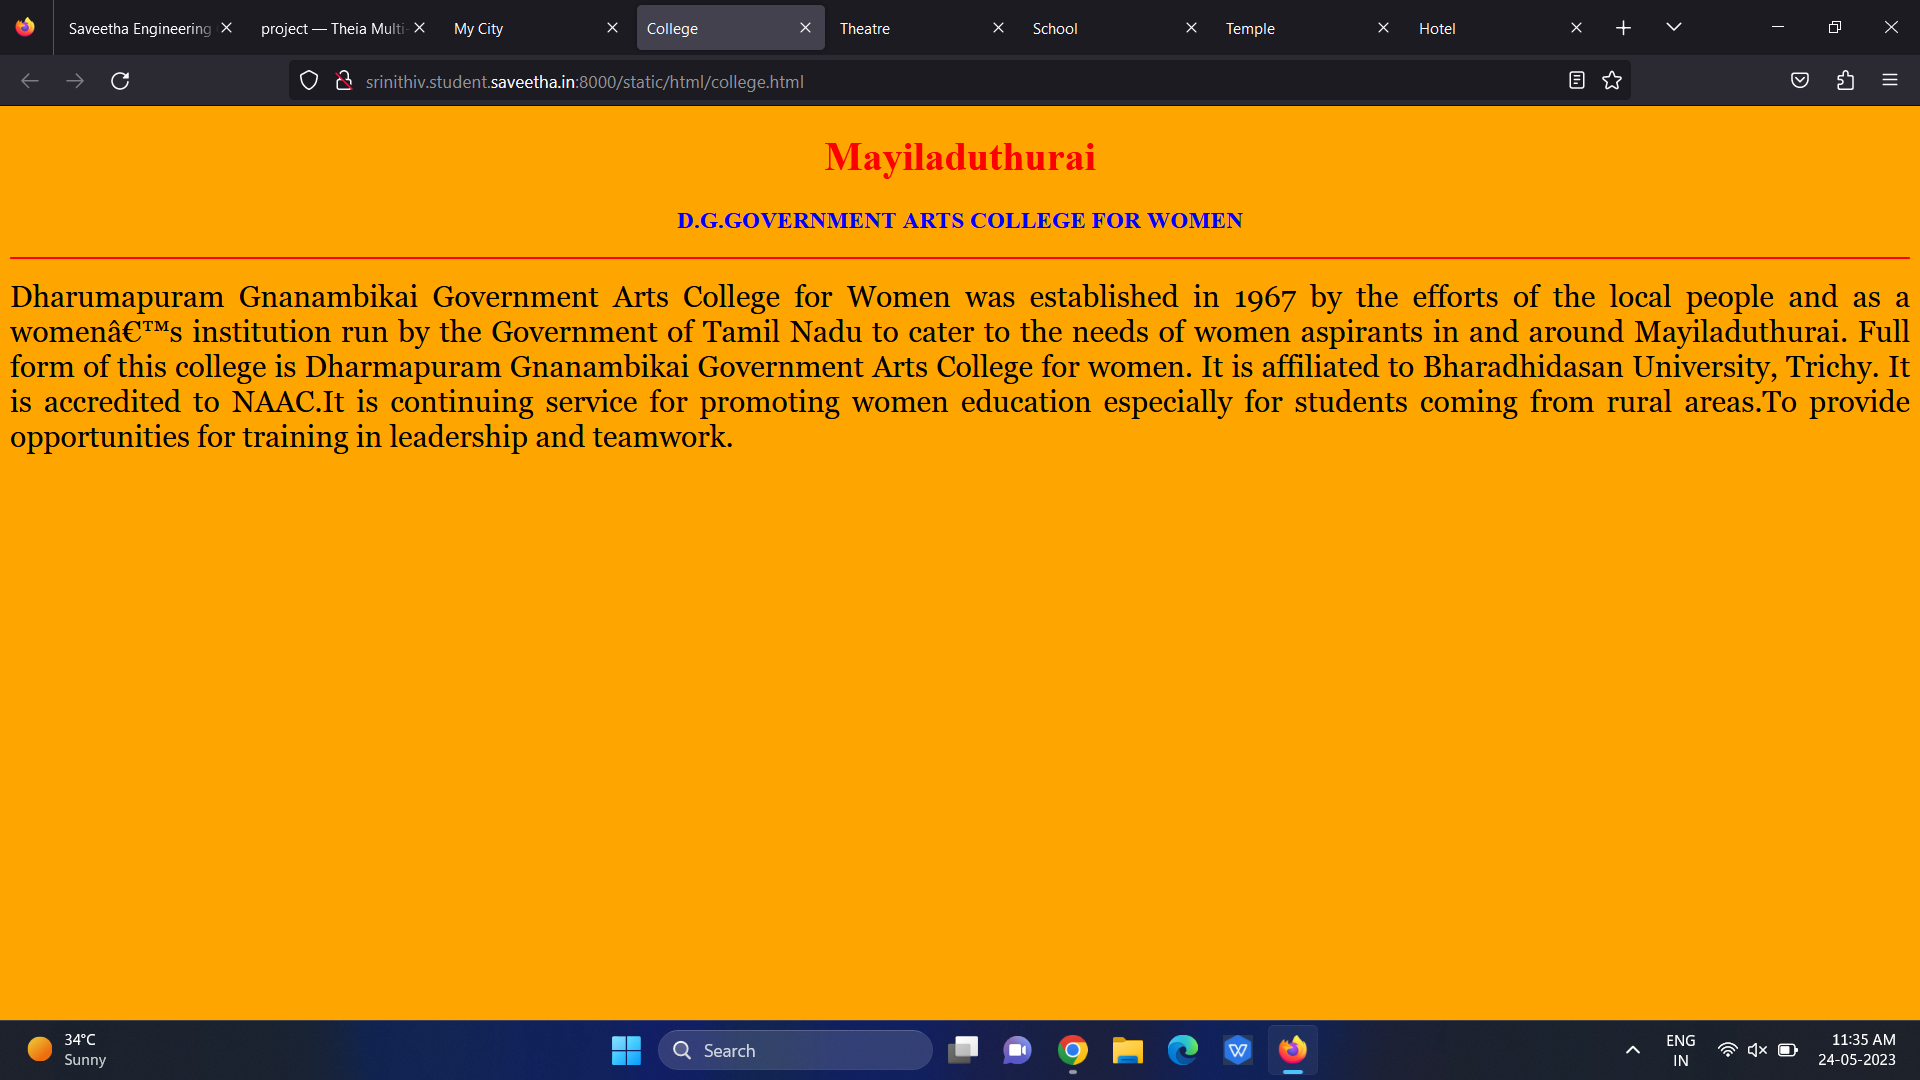 Saveetha Engineering
project — Theia Multi-
My City
College
Theatre
School
Temple
Hotel
srinithiv.student.saveetha.in:8000/static/html/college.html
Mayiladuthurai
D.G.GOVERNMENT ARTS COLLEGE FOR WOMEN
Dharumapuram Gnanambikai Government Arts College for Women was established in 1967 by the efforts of the local people and as a
womenâ€™s institution run by the Government of Tamil Nadu to cater to the needs of women aspirants in and around Mayiladuthurai. Full
form of this college is Dharmapuram Gnanambikai Government Arts College for women. It is affiliated to Bharadhidasan University, Trichy. It
is accredited to NAAC.It is continuing service for promoting women education especially for students coming from rural areas.To provide
opportunities for training in leadership and teamwork.
34°C
Sunny
Search
ENG
IN
11:35 AM
24-05-2023